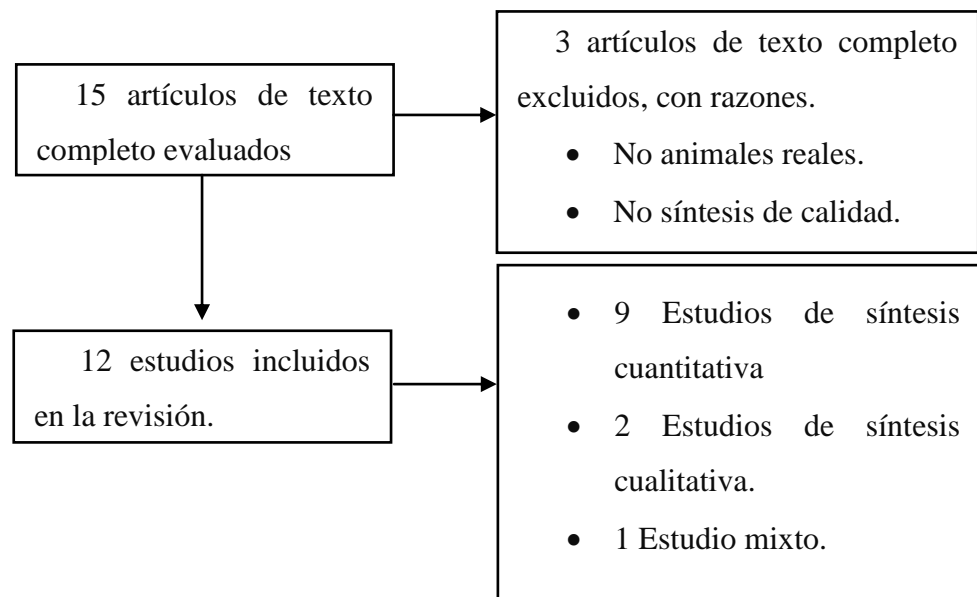 15 artículos de texto
completo evaluados
3 artículos de texto completo
excluidos, con razones.
• No animales reales.
• No síntesis de calidad.
12 estudios incluidos
en la revisión.
• 9 Estudios de síntesis
cuantitativa
• 2 Estudios de síntesis
cualitativa.
• 1 Estudio mixto.